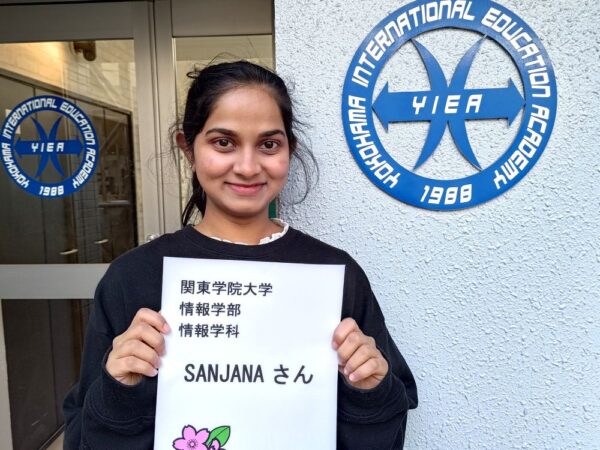 YOKOHAMA INTERNATIONAL EDUCATION ACADEMY
YIEA
1988
YOKOHAMA INTERNATIONAL EDUCATION ACADEMY
YIEA
1988
関東学院大学
情報学部
情報学科
SANJANA さん